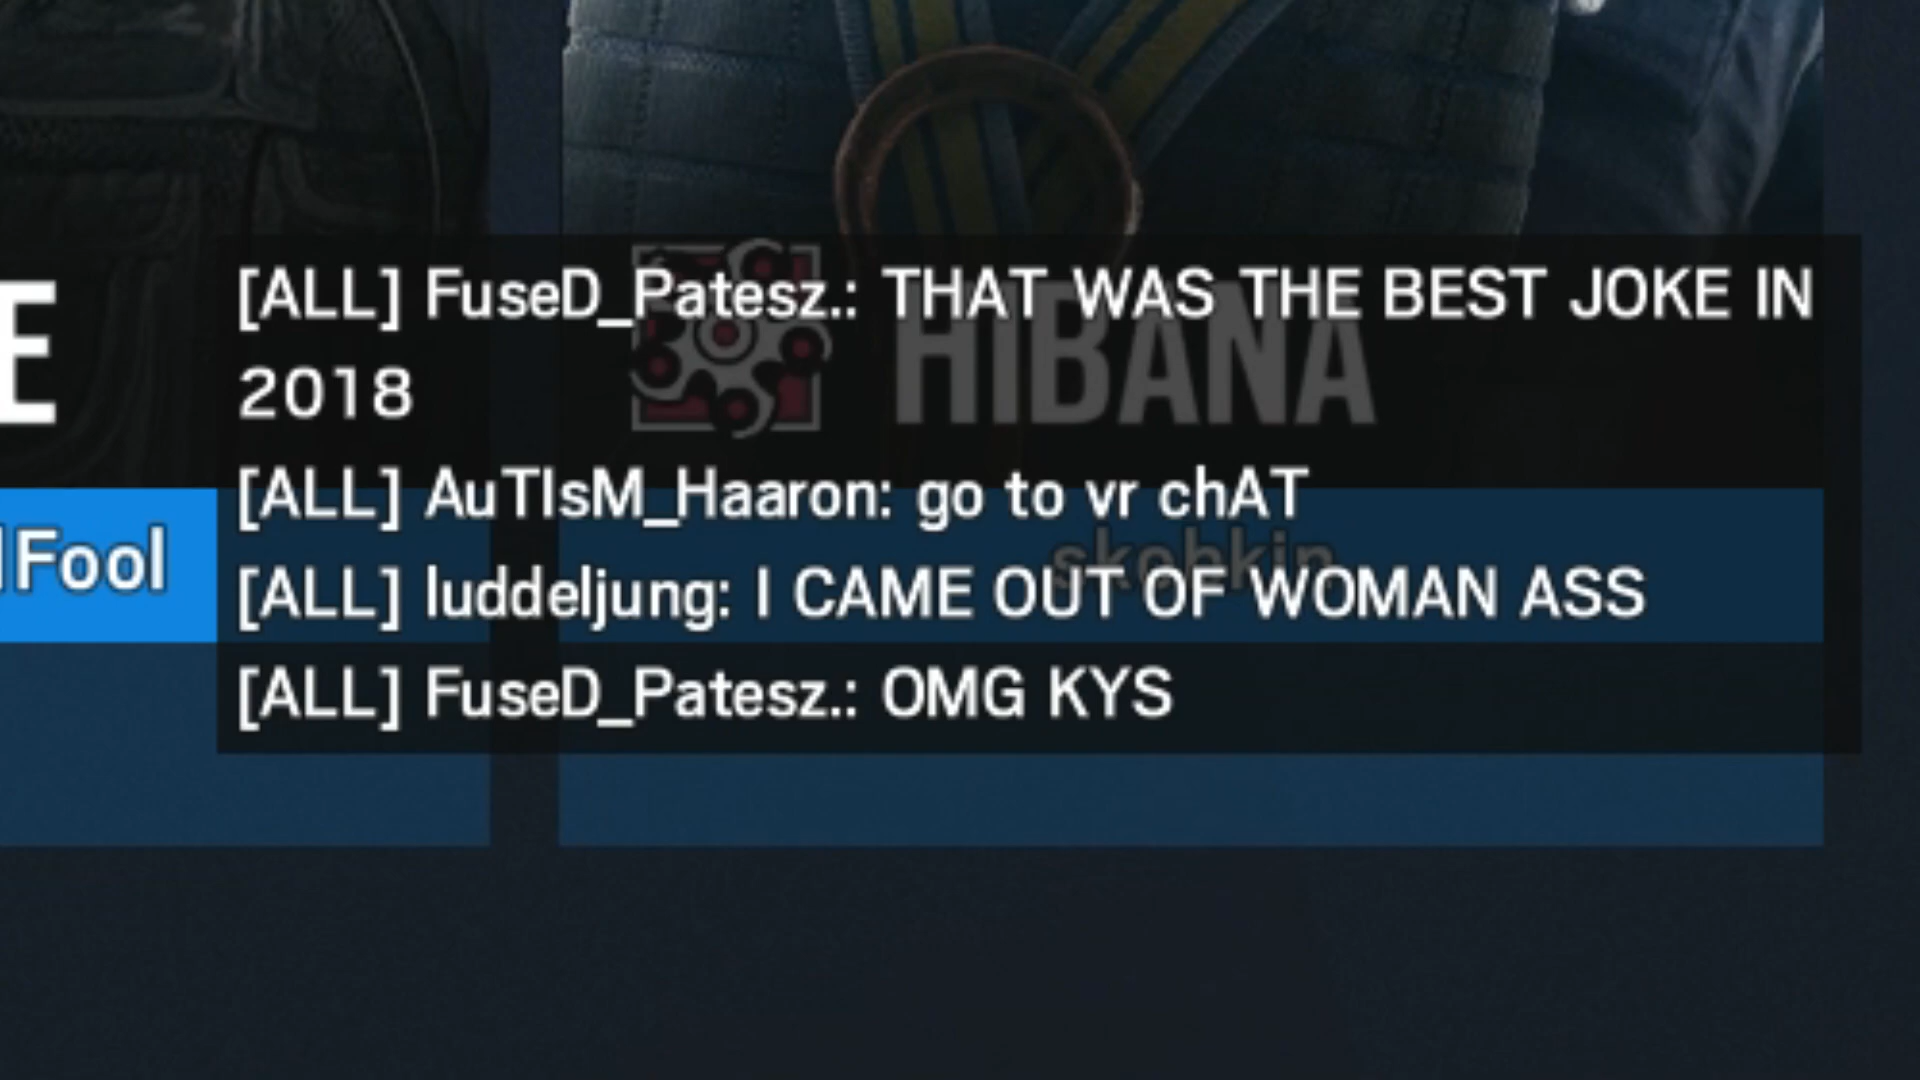 [ALL] FuseD_Patesz.: THAT WAS THE BEST JOKE IN
2018
HIBANA
E
[ALL] AuTIsM_Haaron: go to vr chAT
skohkin
Fool
[ALL] luddeljung: I CAME OUT OF WOMAN ASS
[ALL] FuseD_Patesz.: OMG KYS